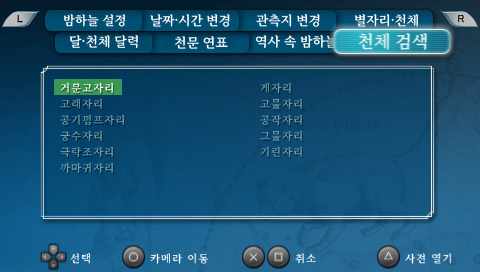 L 밤하늘 설정 날짜·시간 변경 관측지 변경 별자리·천체 R
달·천체 달력 천문 연표 역사 속 밤하늘 천체 검색
거문고자리 게자리
고래자리 고물자리
공기펌프자리 공작자리
궁수자리 그물자리
극락조자리 기린자리
까마귀자리
선택 카메라 이동 취소 사전 열기